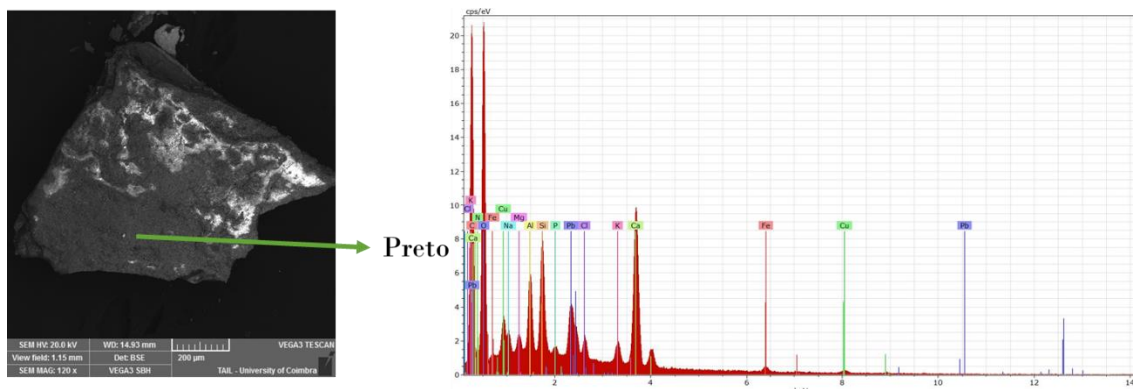 SEM HV: 20.0 kV WD: 14.93 mm VEGA3 TESCAN
View field: 1.15 mm Det: BSE 200 µm
SEM MAG: 120 x VEGA3 SBH TAIL - University of Coimbra
Preto
cps/eV
20
18
16
14
12
10
8
6
4
2
0
K Cu
Cl N Fe Mg
C O Na Al Si P Pb Cl K Ca Fe Cu Pb
Ca
Pb
2 4 6 8 10 12 14